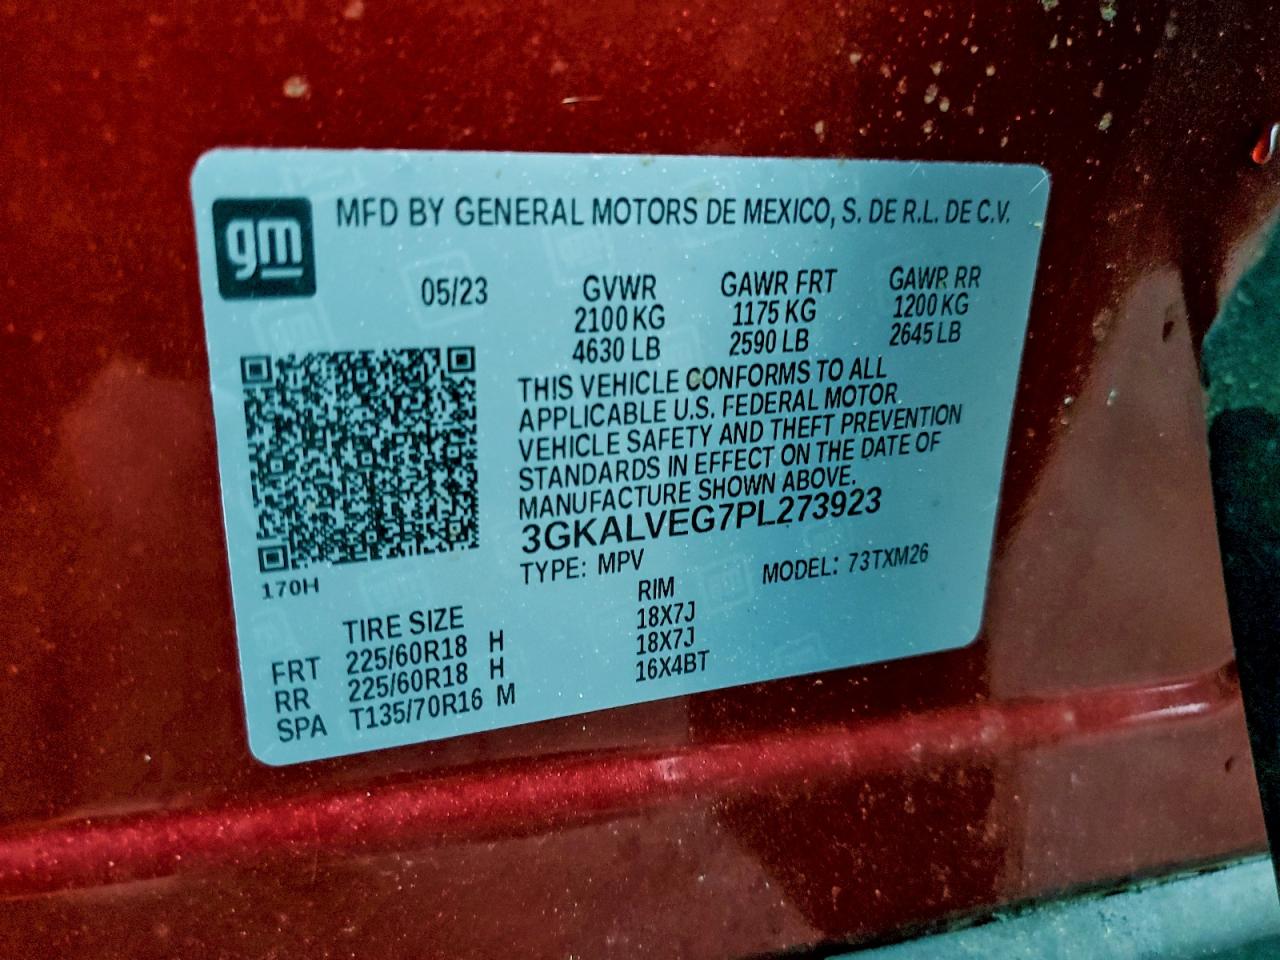 gm
MFD BY GENERAL MOTORS DE MEXICO, S. DE R.L. DE C.V.
05/23 GVWR GAWR FRT GAWR RR
2100 KG 1175 KG 1200 KG
4630 LB 2590 LB 2645 LB
THIS VEHICLE CONFORMS TO ALL
APPLICABLE U.S. FEDERAL MOTOR
VEHICLE SAFETY AND THEFT PREVENTION
STANDARDS IN EFFECT ON THE DATE OF
MANUFACTURE SHOWN ABOVE.
3GKALVEG7PL273923
TYPE: MPV MODEL: 73TXM26
170H
TIRE SIZE RIM
FRT 225/60R18 H 18X7J
RR 225/60R18 H 18X7J
SPA T135/70R16 M 16X4BT